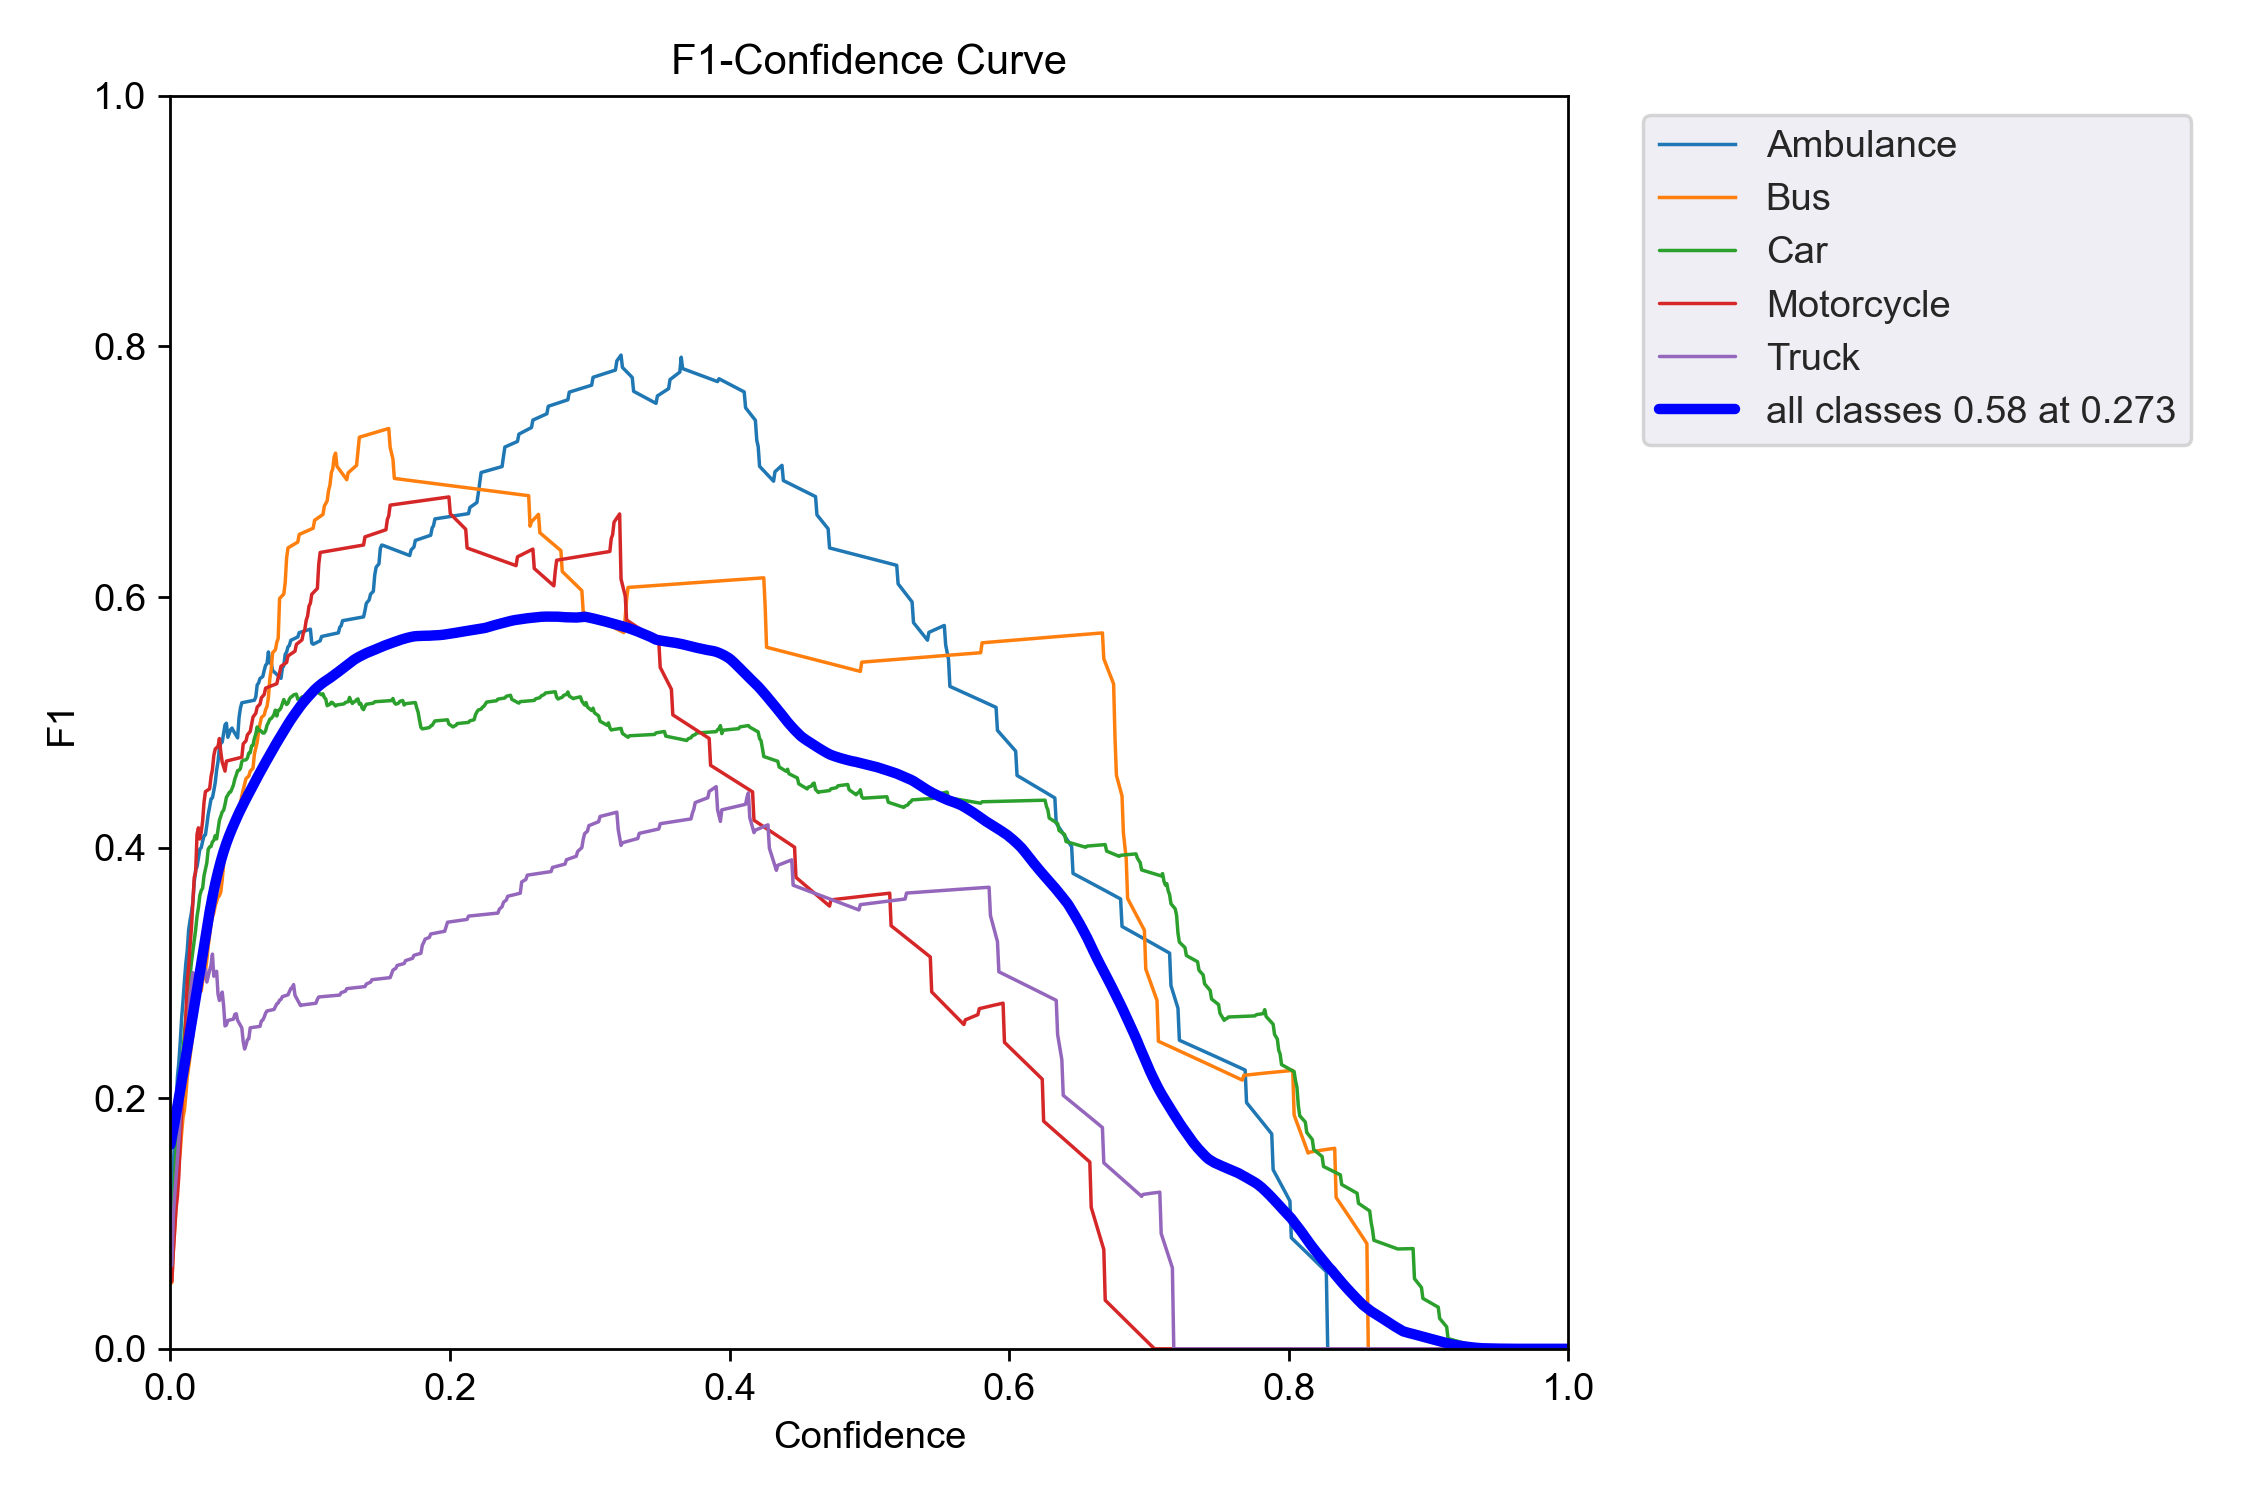 F1-Confidence Curve
1.0
0.8
0.6
0.4
0.2
0.0
F1
0.0 0.2 0.4 0.6 0.8 1.0
Confidence
Ambulance
Bus
Car
Motorcycle
Truck
all classes 0.58 at 0.273